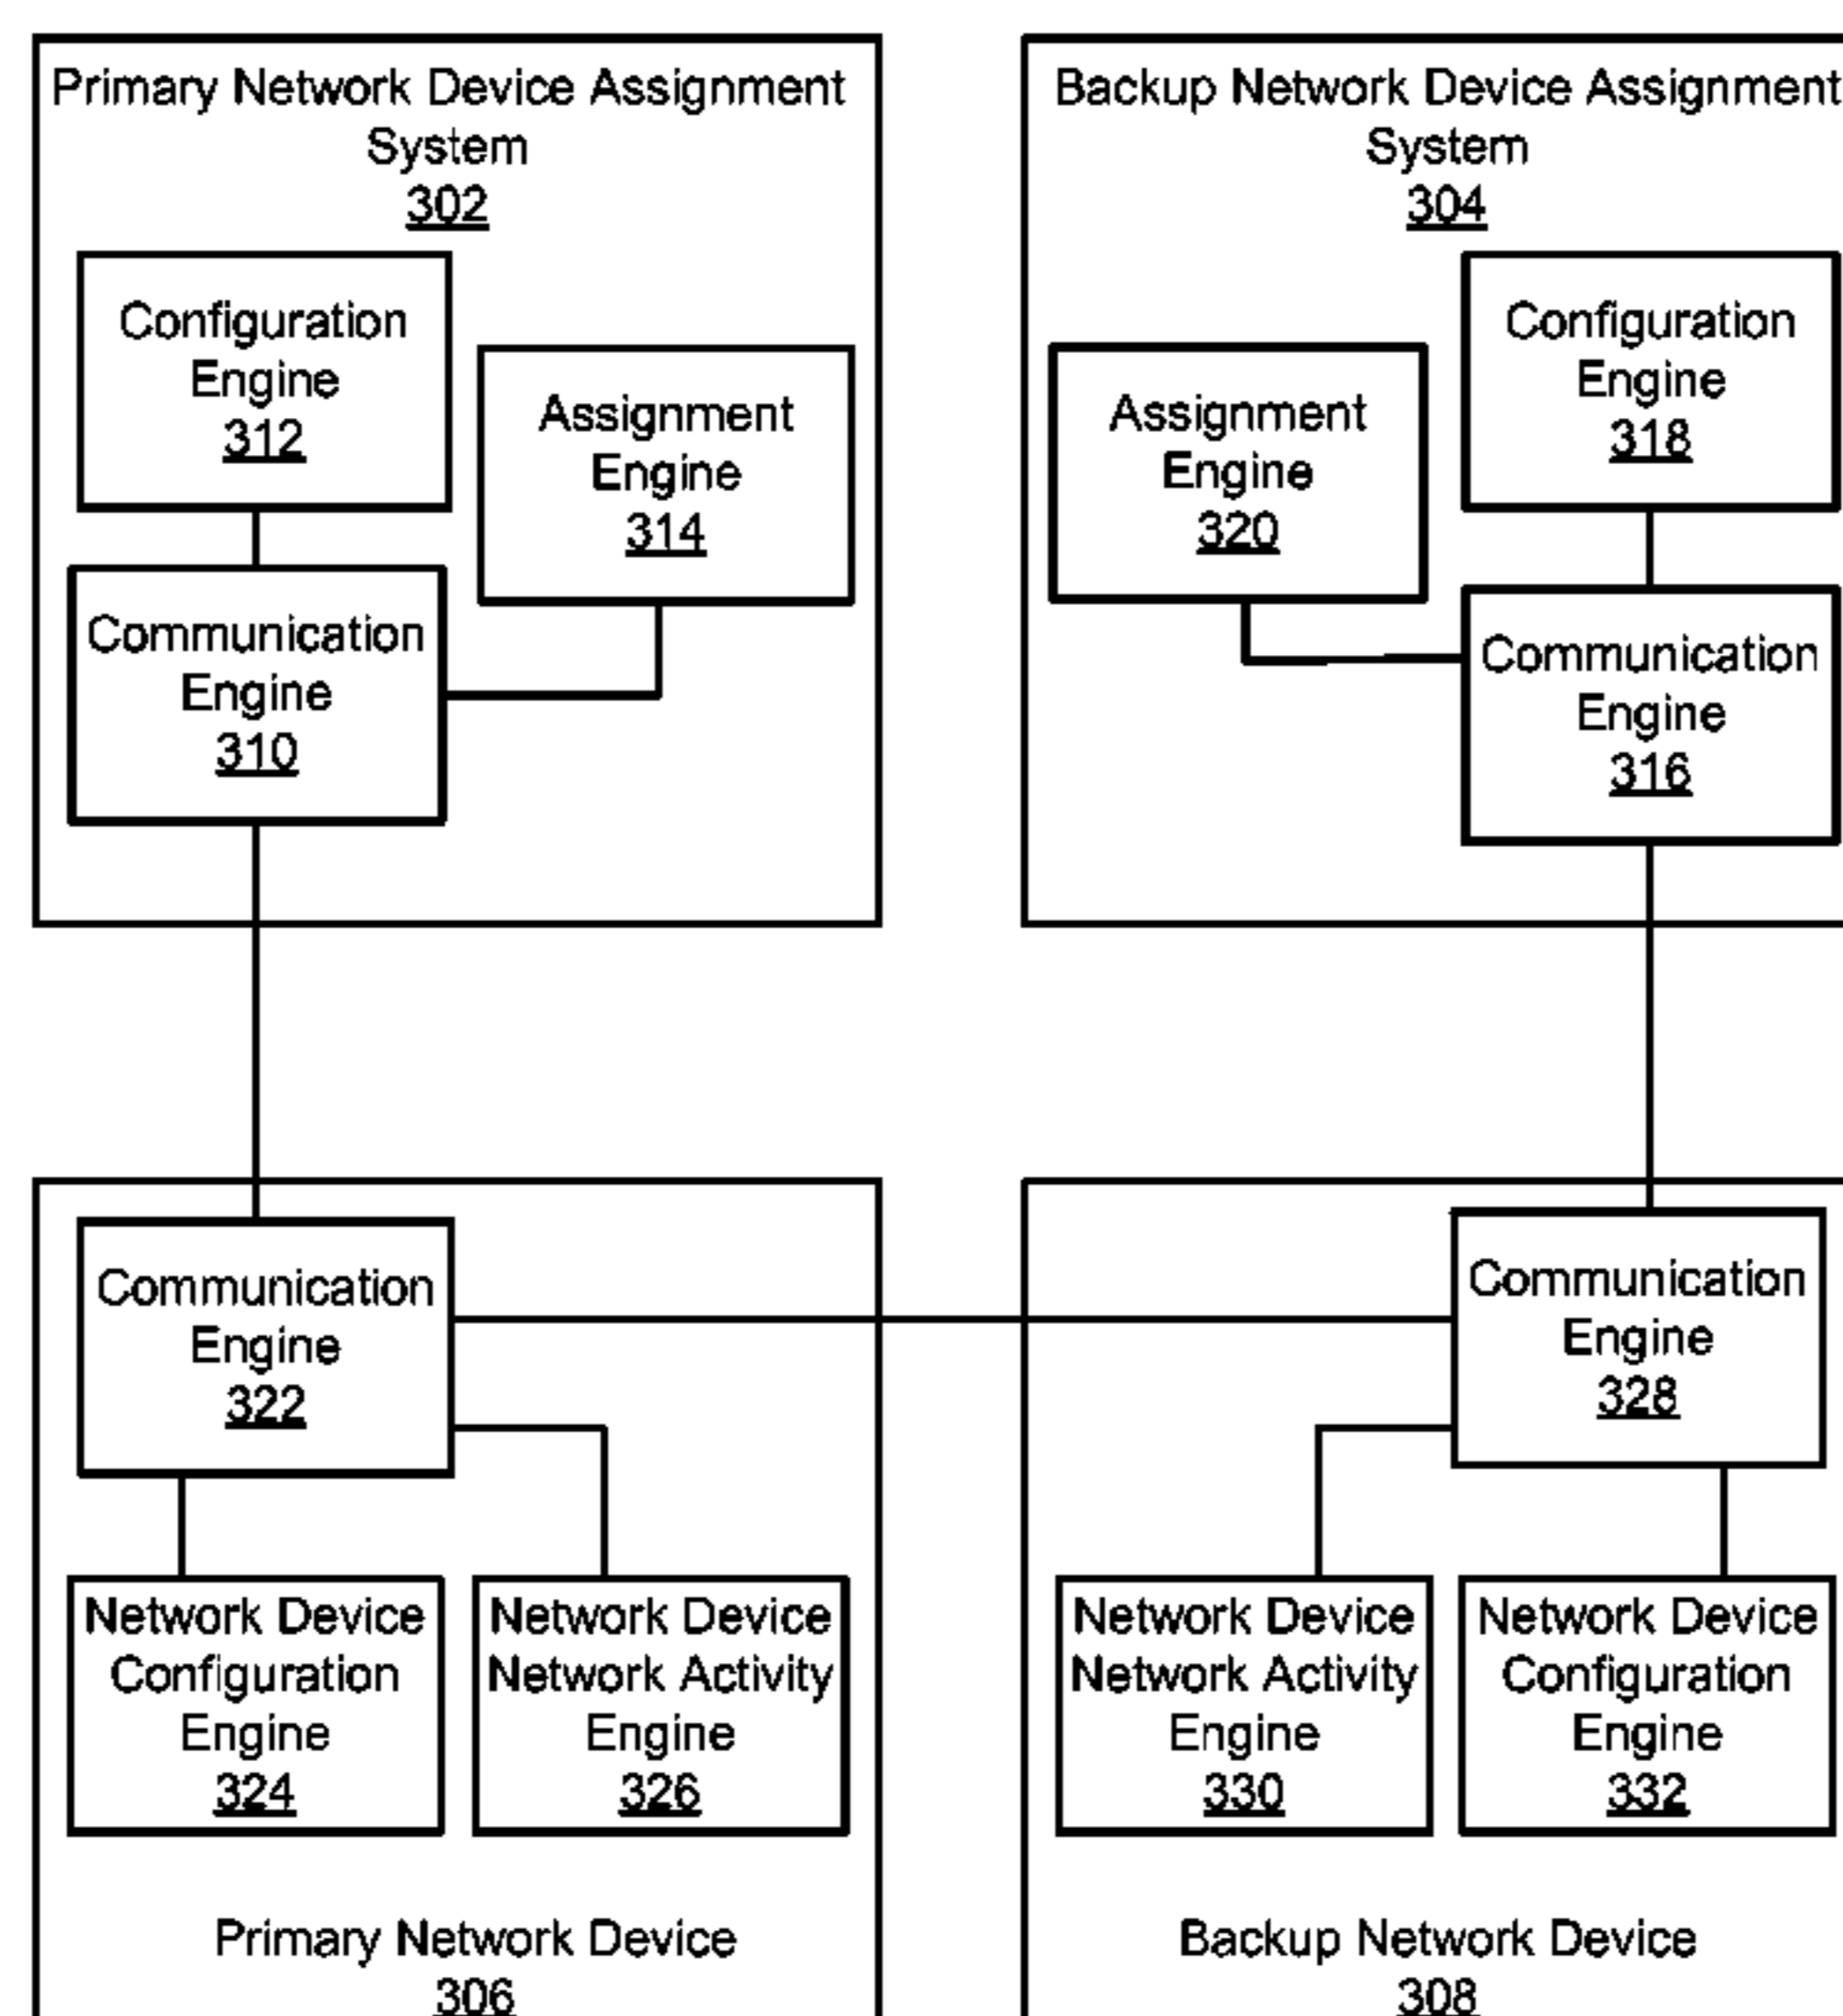 Primary Network Device Assignment
System
302
Configuration
Engine
312
Assignment
Engine
314
Communication
Engine
310
Backup Network Device Assignment
System
304
Assignment
Engine
320
Configuration
Engine
318
Communication
Engine
316
Communication
Engine
322
Network Device
Configuration
Engine
324
Network Device
Network Activity
Engine
326
Primary Network Device
306
Communication
Engine
328
Network Device
Network Activity
Engine
330
Network Device
Configuration
Engine
332
Backup Network Device
308